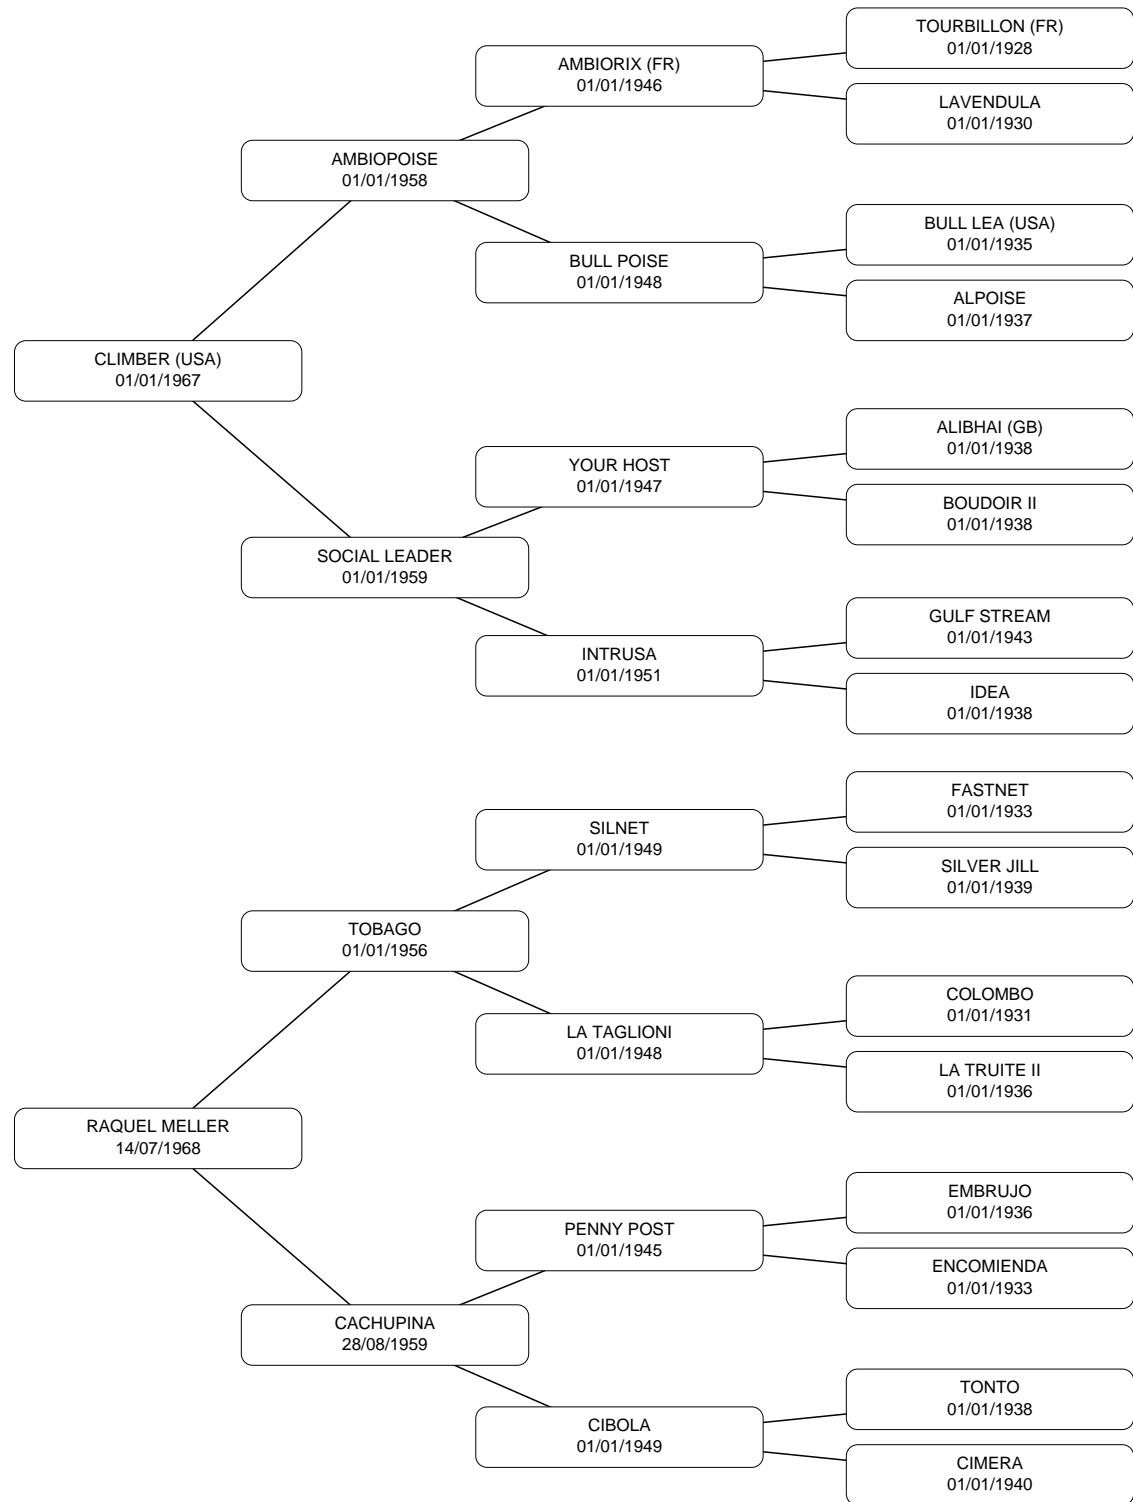 TOURBILLON (FR)
01/01/1928
AMBIORIX (FR)
01/01/1946
LAVENDULA
01/01/1930
AMBIOPOISE
01/01/1958
BULL LEA (USA)
01/01/1935
BULL POISE
01/01/1948
ALPOISE
01/01/1937
CLIMBER (USA)
01/01/1967
ALIBHAI (GB)
01/01/1938
YOUR HOST
01/01/1947
BOUDOIR II
01/01/1938
SOCIAL LEADER
01/01/1959
GULF STREAM
01/01/1943
INTRUSA
01/01/1951
IDEA
01/01/1938
FASTNET
01/01/1933
SILNET
01/01/1949
SILVER JILL
01/01/1939
TOBAGO
01/01/1956
COLOMBO
01/01/1931
LA TAGLIONI
01/01/1948
LA TRUITE II
01/01/1936
RAQUEL MELLER
14/07/1968
EMBRUJO
01/01/1936
PENNY POST
01/01/1945
ENCOMIENDA
01/01/1933
CACHUPINA
28/08/1959
TONTO
01/01/1938
CIBOLA
01/01/1949
CIMERA
01/01/1940